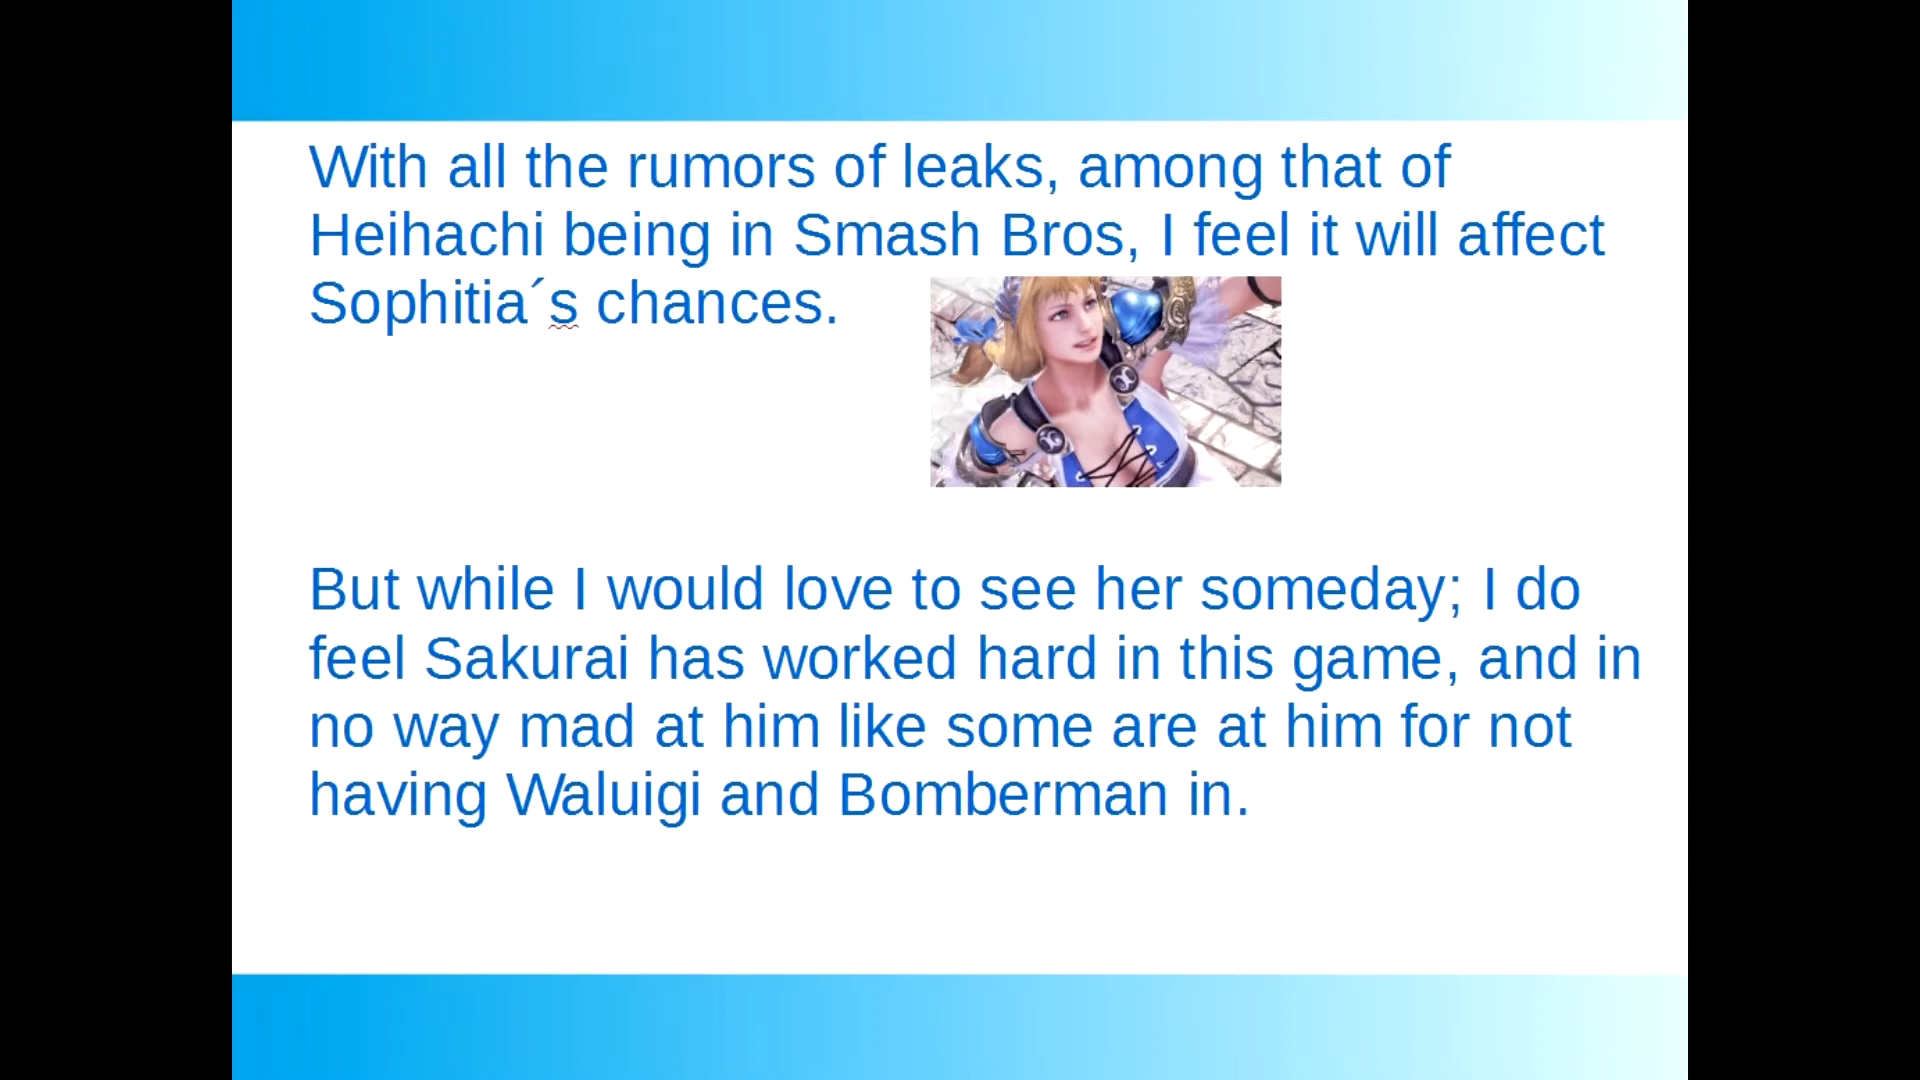 With all the rumors of leaks, among that of
Heihachi being in Smash Bros, I feel it will affect
Sophitia´s chances.
But while I would love to see her someday; I do
feel Sakurai has worked hard in this game, and in
no way mad at him like some are at him for not
having Waluigi and Bomberman in.